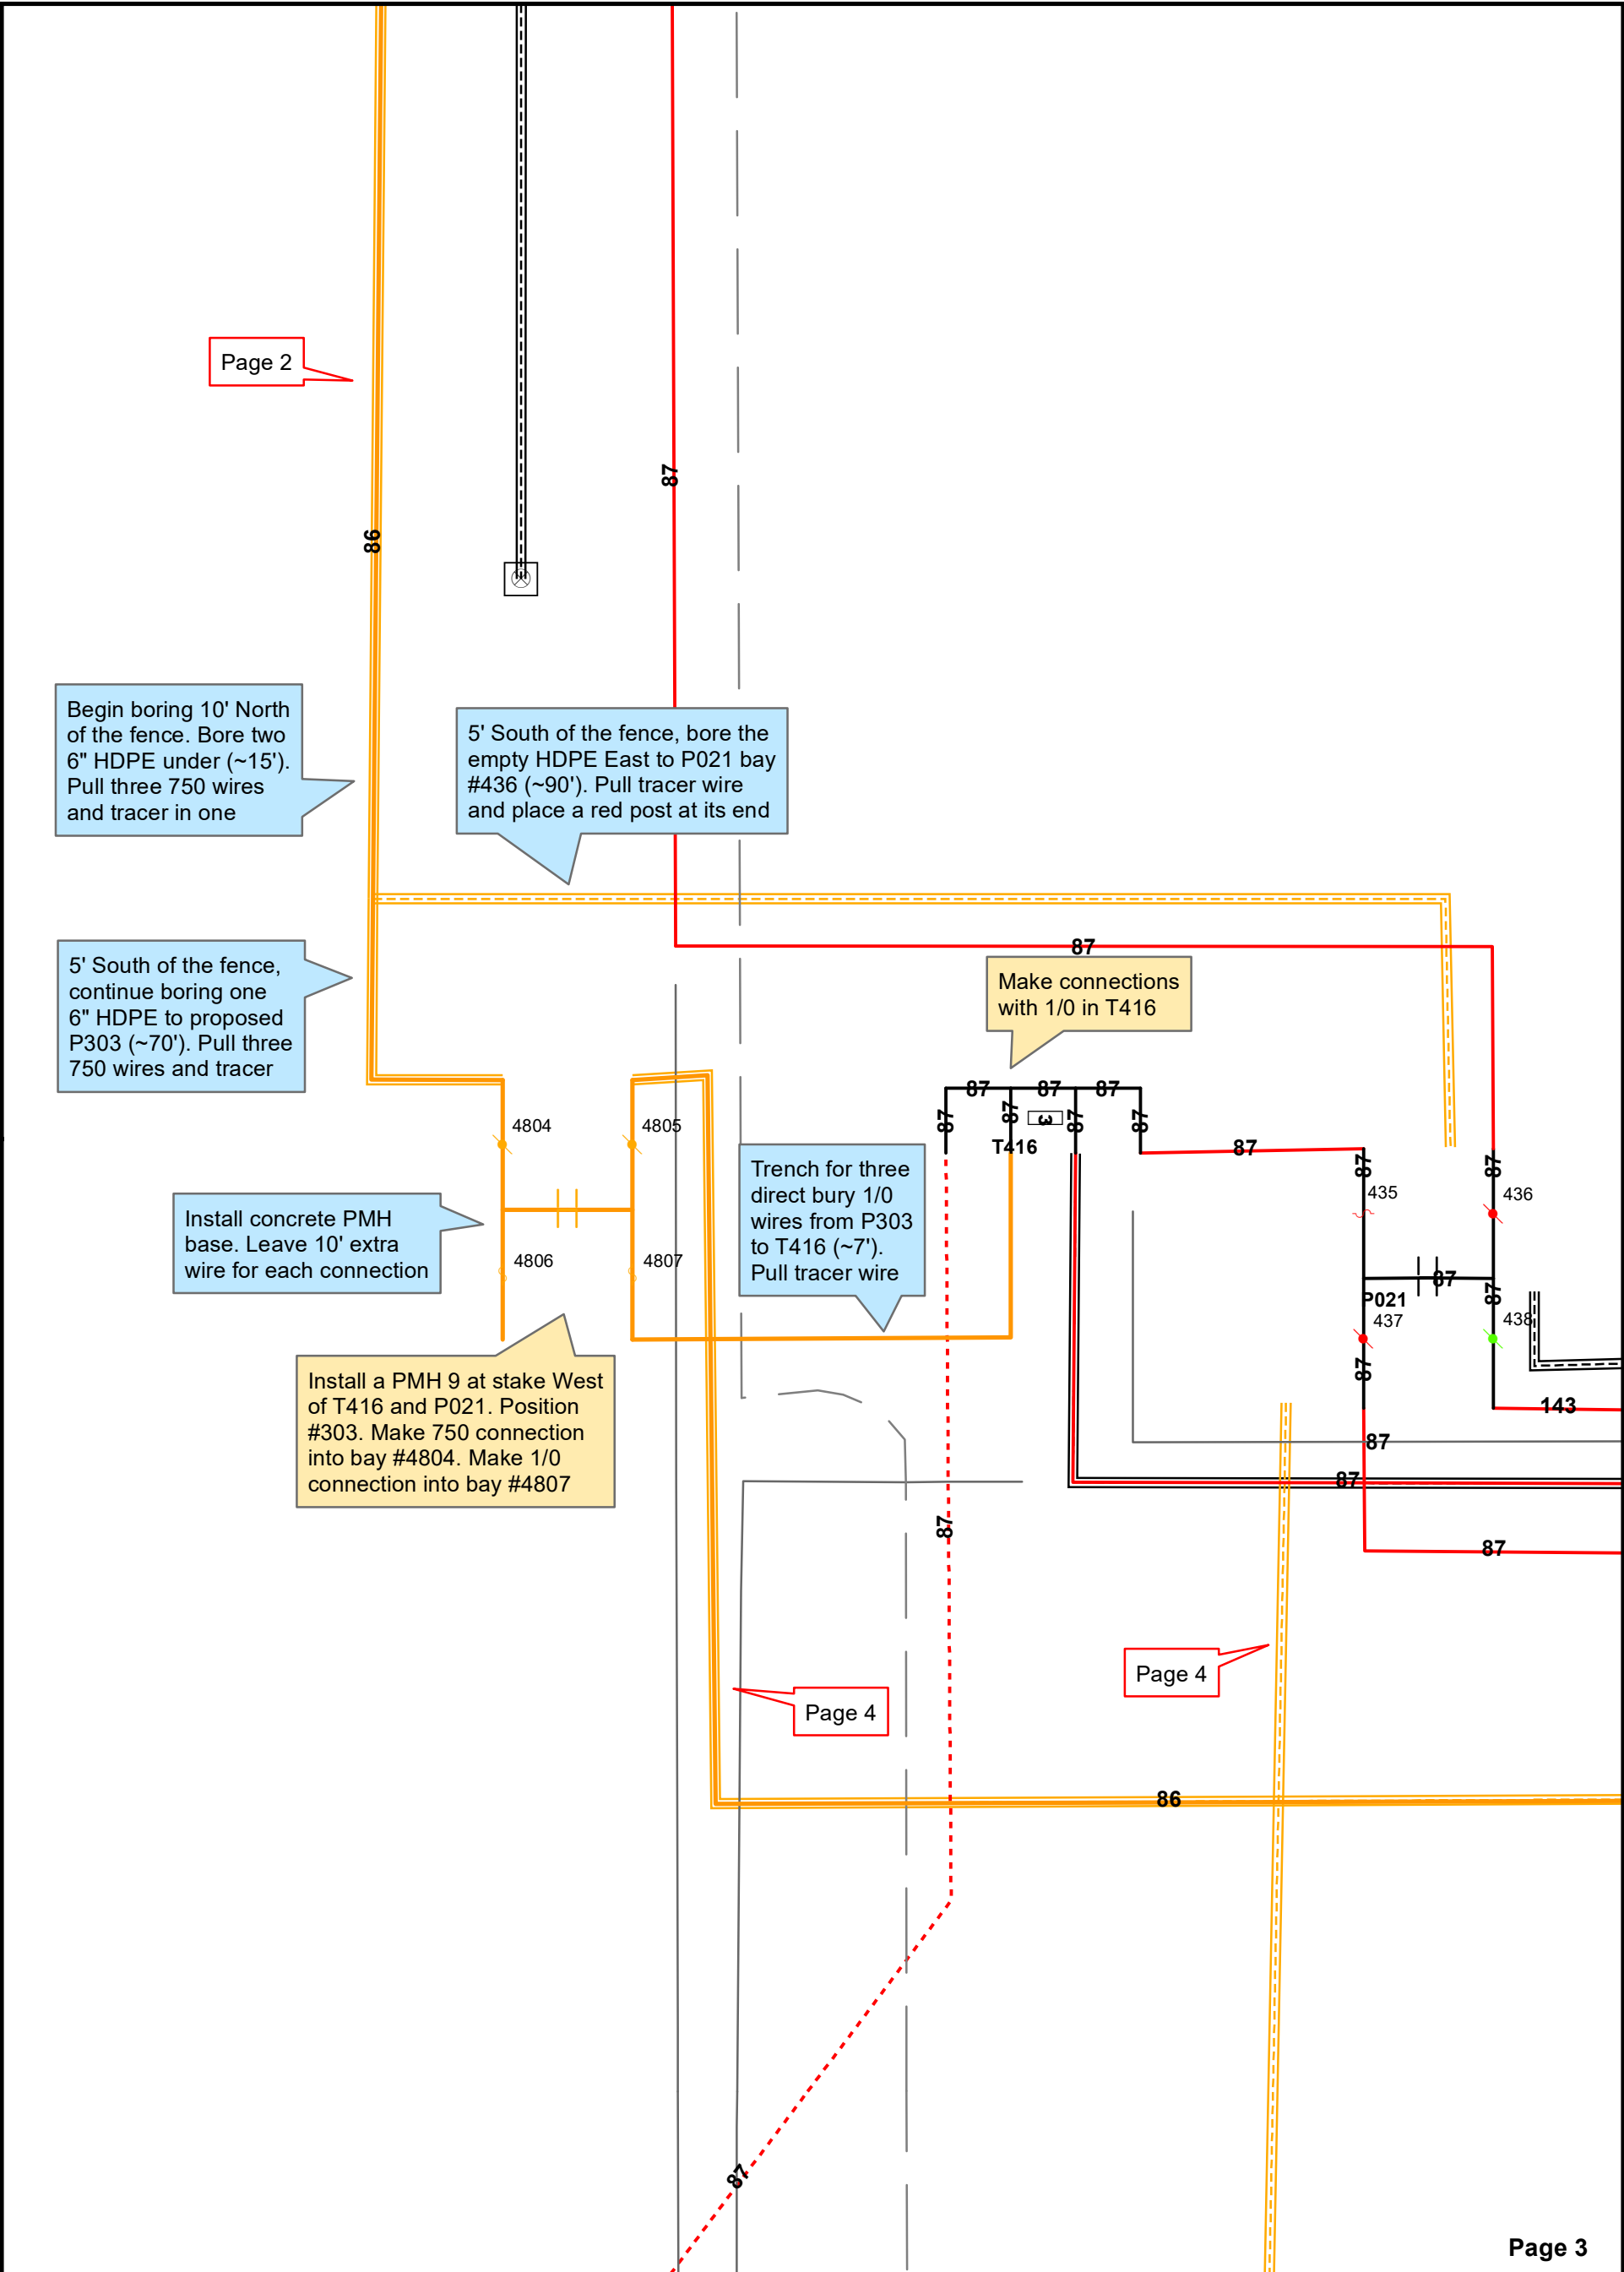 Page 2
87
86
Begin boring 10' North
of the fence. Bore two
6" HDPE under (~15').
Pull three 750 wires
and tracer in one
5' South of the fence, bore the
empty HDPE East to P021 bay
#436 (~90'). Pull tracer wire
and place a red post at its end
87
5' South of the fence,
continue boring one
6" HDPE to proposed
P303 (~70'). Pull three
750 wires and tracer
Make connections
with 1/0 in T416
87
87
87
87
87
3
87
87
T416
87
4804
4805
Trench for three
direct bury 1/0
wires from P303
to T416 (~7').
Pull tracer wire
87
87
435
436
Install concrete PMH
base. Leave 10' extra
wire for each connection
4806
4807
87
87
P021
437
438
87
Install a PMH 9 at stake West
of T416 and P021. Position
#303. Make 750 connection
into bay #4804. Make 1/0
connection into bay #4807
143
87
87
87
87
Page 4
Page 4
86
87
Page 3